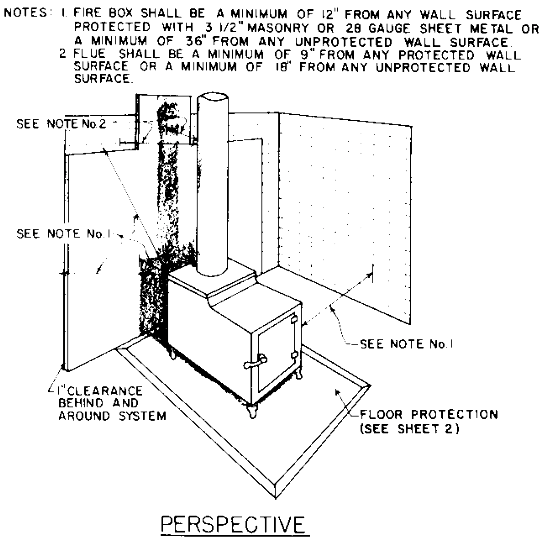 NOTES: 1. FIRE BOX SHALL BE A MINIMUM OF 12" FROM ANY WALL SURFACE
PROTECTED WITH 3 1/2" MASONRY OR 28 GAUGE SHEET METAL OR
A MINIMUM OF 36" FROM ANY UNPROTECTED WALL SURFACE.
2 FLUE SHALL BE A MINIMUM OF 9" FROM ANY PROTECTED WALL
SURFACE OR A MINIMUM OF 18" FROM ANY UNPROTECTED WALL
SURFACE.
SEE NOTE No.2
SEE NOTE No.1
SEE NOTE No.1
1" CLEARANCE
BEHIND AND
AROUND SYSTEM
FLOOR PROTECTION
(SEE SHEET 2)
PERSPECTIVE